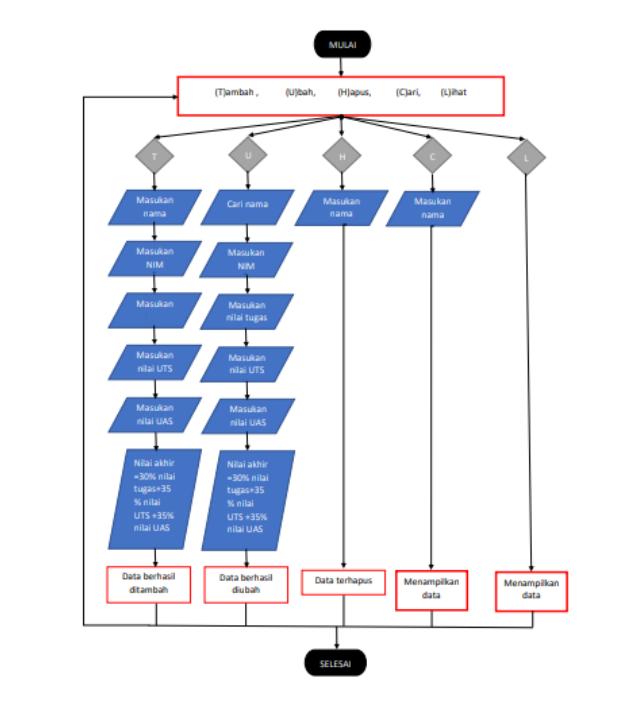 MULAI
(T)ambah , (U)bah, (H)apus, (C)ari, (L)ihat
T
U
H
C
L
Masukan
nama
Cari nama
Masukan
nama
Masukan
nama
Masukan
NIM
Masukan
NIM
Masukan
Masukan
nilai tugas
Masukan
nilai UTS
Masukan
nilai UTS
Masukan
nilai UAS
Masukan
nilai UAS
Nilai akhir
=30% nilai
tugas+35
% nilai
UTS +35%
nilai UAS
Nilai akhir
=30% nilai
tugas+35
% nilai
UTS +35%
nilai UAS
Data berhasil
ditambah
Data berhasil
diubah
Data terhapus
Menampilkan
data
Menampilkan
data
SELESAI